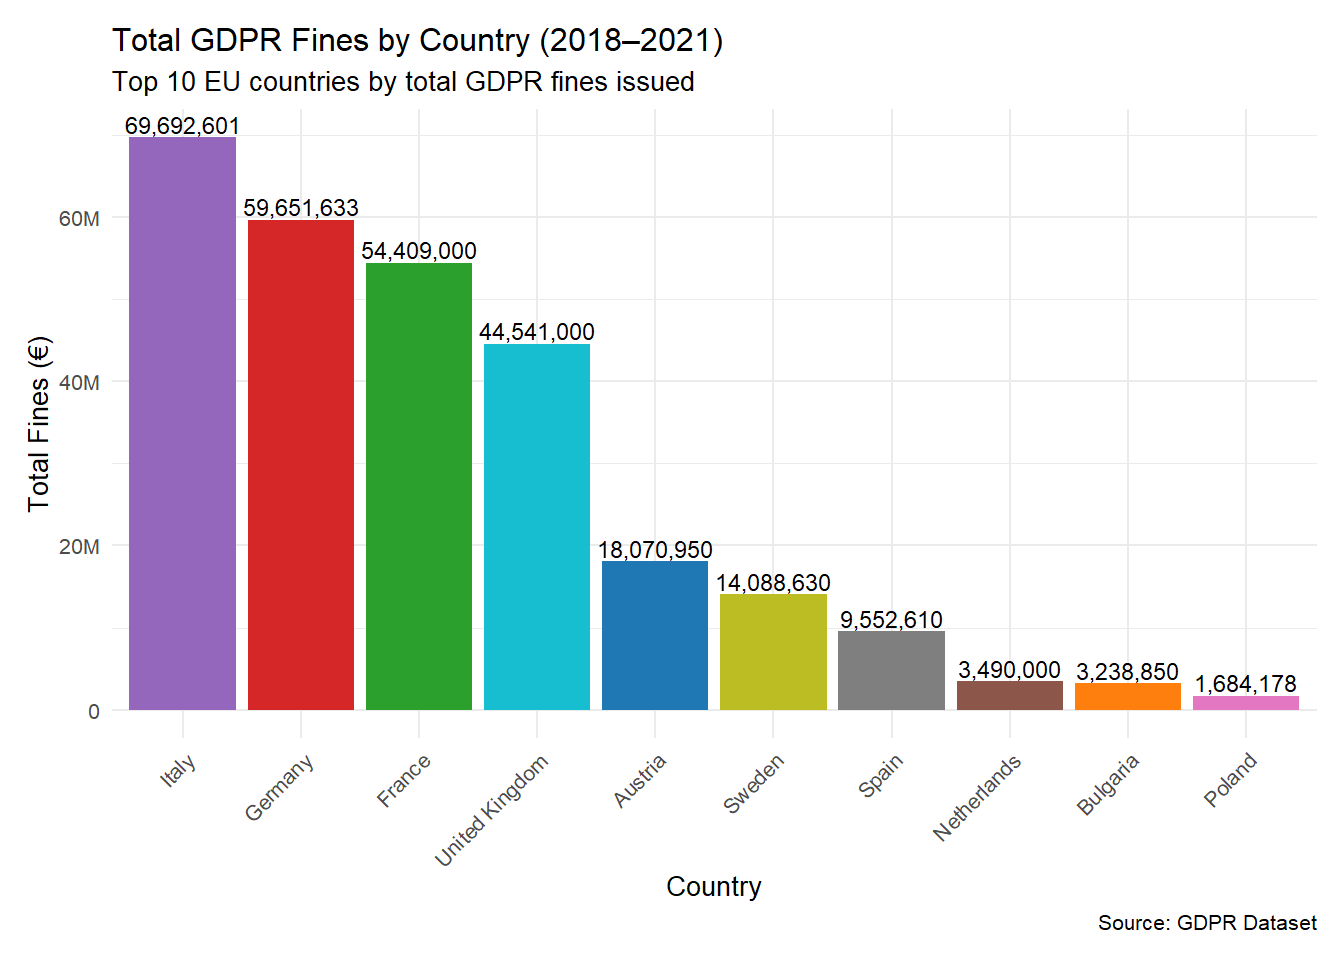 Total GDPR Fines by Country (2018–2021)
Top 10 EU countries by total GDPR fines issued
69,692,601
59,651,633
54,409,000
44,541,000
18,070,950
14,088,630
9,552,610
3,490,000
3,238,850
1,684,178
60M
40M
20M
0
Total Fines (€)
Italy
Germany
France
United Kingdom
Austria
Sweden
Spain
Netherlands
Bulgaria
Poland
Country
Source: GDPR Dataset